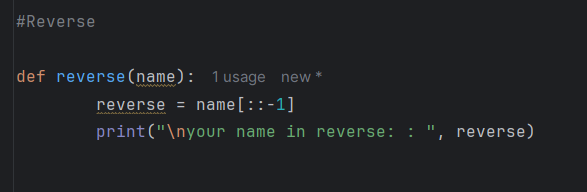 #Reverse
def reverse(name): 1 usage new *
reverse = name[::-1]
print("\nyour name in reverse: : ", reverse)